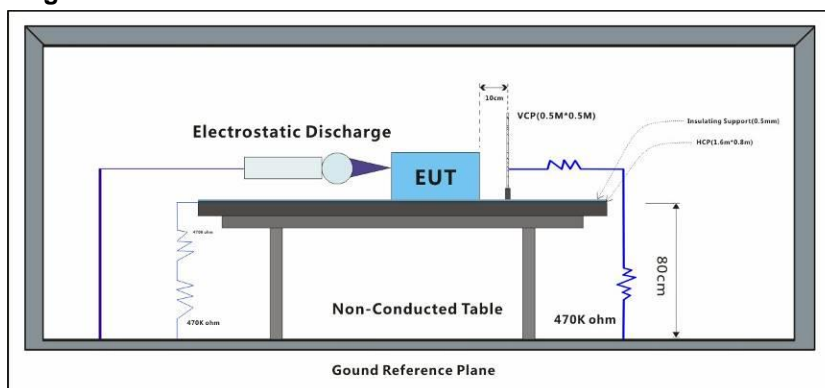 10cm
VCP(0.5M*0.5M)
Insulating Support(0.5mm)
Electrostatic Discharge
HCP(1.6m*0.8m)
EUT
470K ohm
80cm
Non-Conducted Table
470K ohm
470K ohm
Gound Reference Plane